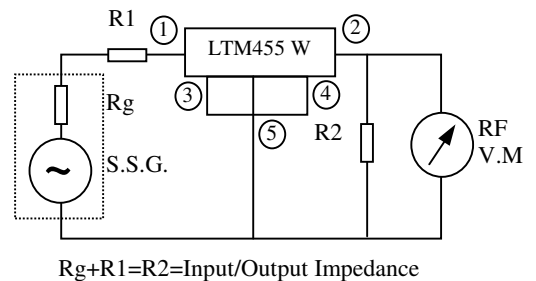 R1
①
LTM455 W
②
③
④
Rg
⑤
R2
RF
V.M
~
S.S.G.
Rg+R1=R2=Input/Output Impedance